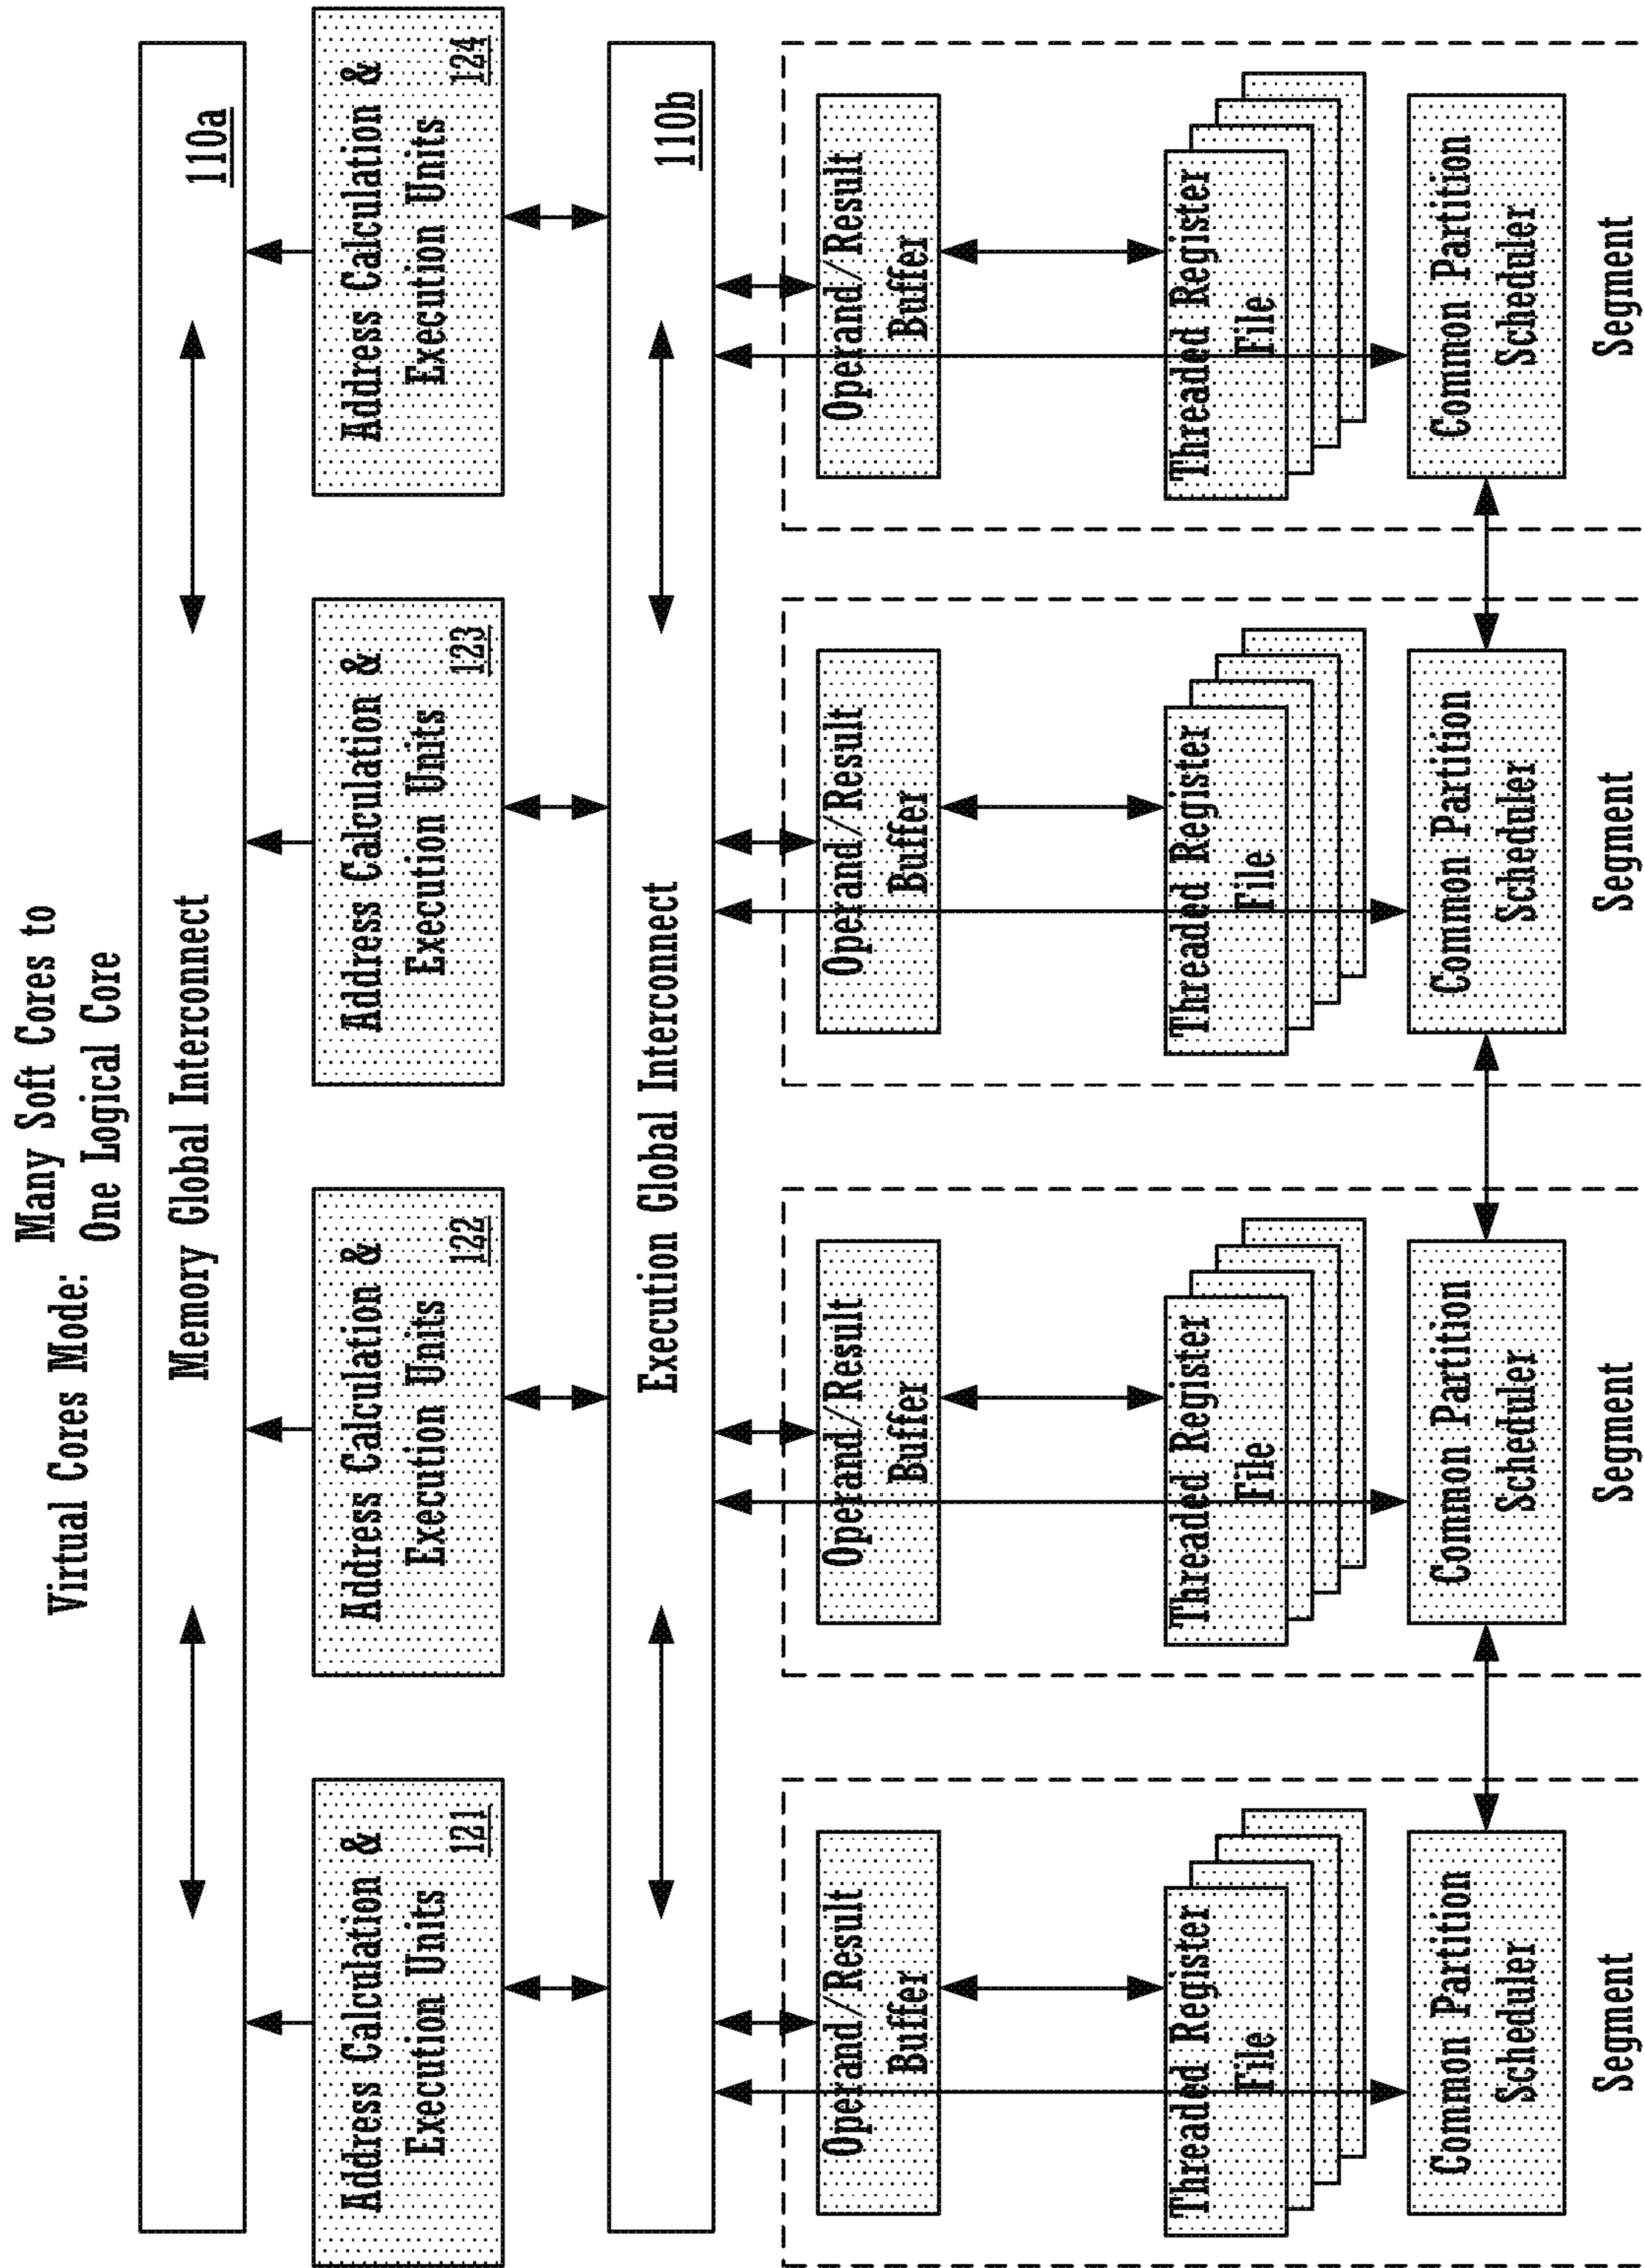 Virtual Cores Mode: Many Soft Cores to
One Logical Core
Memory Global Interconnect
110a
Address Calculation &
Execution Units
121
Address Calculation &
Execution Units
122
Address Calculation &
Execution Units
123
Address Calculation &
Execution Units
124
Execution Global Interconnect
110b
Operand/Result
Buffer
Threaded Register
File
Common Partition
Scheduler
Segment
Operand/Result
Buffer
Threaded Register
File
Common Partition
Scheduler
Segment
Operand/Result
Buffer
Threaded Register
File
Common Partition
Scheduler
Segment
Operand/Result
Buffer
Threaded Register
File
Common Partition
Scheduler
Segment